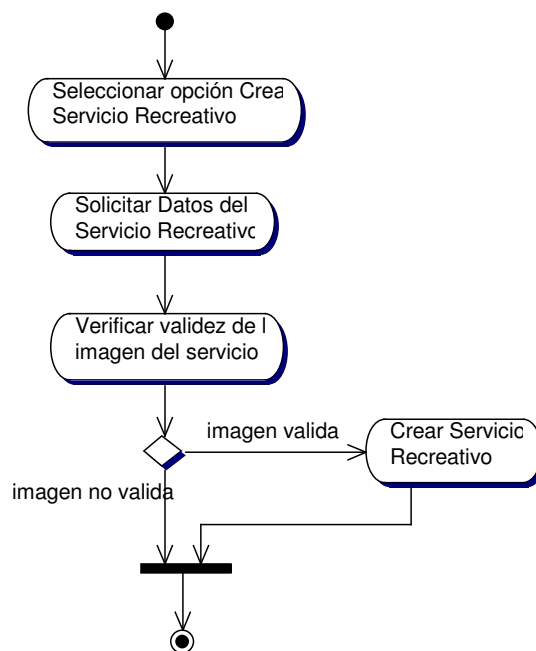 Seleccionar opción Crea
Servicio Recreativo
Solicitar Datos del
Servicio Recreativo
Verificar validez de l
imagen del servicio
imagen valida
Crear Servicio
Recreativo
imagen no valida